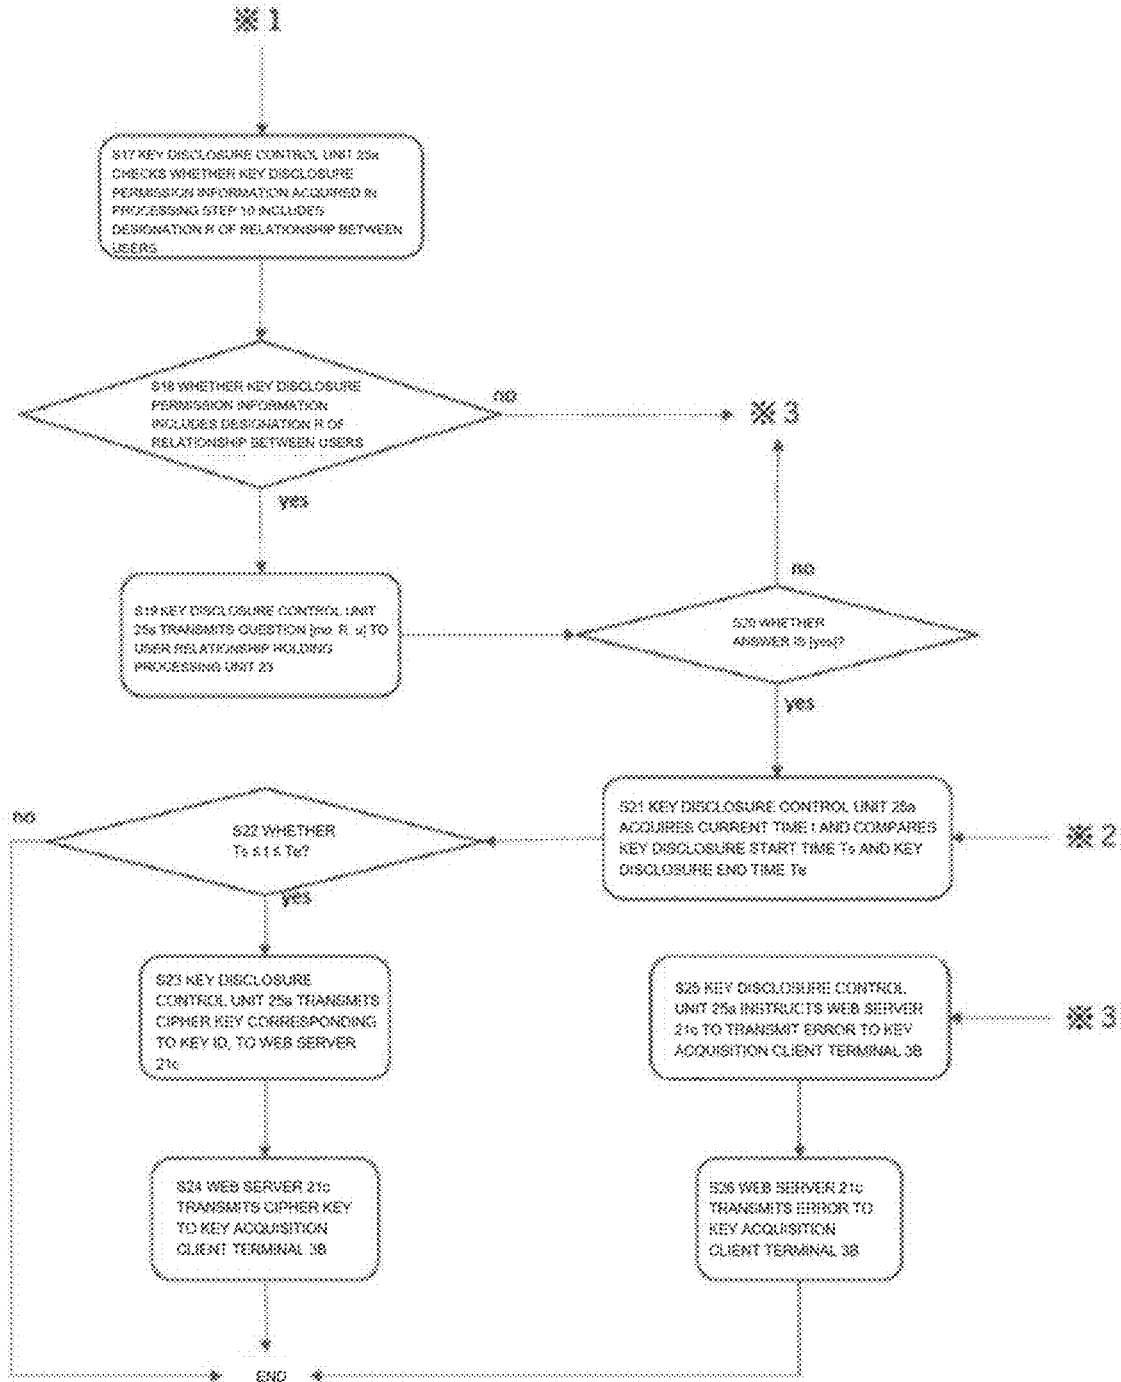 ※1
S17 KEY DISCLOSURE CONTROL UNIT 25a
CHECKS WHETHER KEY DISCLOSURE
PERMISSION INFORMATION ACQUIRED IN
PROCESSING STEP 10 INCLUDES
DESIGNATION R OF RELATIONSHIP BETWEEN
USERS
S18 WHETHER KEY DISCLOSURE
PERMISSION INFORMATION
INCLUDES DESIGNATION R OF
RELATIONSHIP BETWEEN USERS
no
※3
yes
S19 KEY DISCLOSURE CONTROL UNIT
25a TRANSMITS QUESTION [mo R u] TO
USER RELATIONSHIP HOLDING
PROCESSING UNIT 23
no
S20 WHETHER
ANSWER IS [yes]?
yes
S21 KEY DISCLOSURE CONTROL UNIT 25a
ACQUIRES CURRENT TIME t AND COMPARES
KEY DISCLOSURE START TIME Ts AND KEY
DISCLOSURE END TIME Te
※2
no
S22 WHETHER
Ts ≤ t ≤ Te?
yes
S23 KEY DISCLOSURE
CONTROL UNIT 25a TRANSMITS
CIPHER KEY CORRESPONDING
TO KEY ID, TO WEB SERVER
21c
S25 KEY DISCLOSURE CONTROL
UNIT 25a INSTRUCTS WEB SERVER
21c TO TRANSMIT ERROR TO KEY
ACQUISITION CLIENT TERMINAL 3B
※3
S24 WEB SERVER 21c
TRANSMITS CIPHER KEY
TO KEY ACQUISITION
CLIENT TERMINAL 3B
S26 WEB SERVER 21c
TRANSMITS ERROR TO
KEY ACQUISITION
CLIENT TERMINAL 3B
END